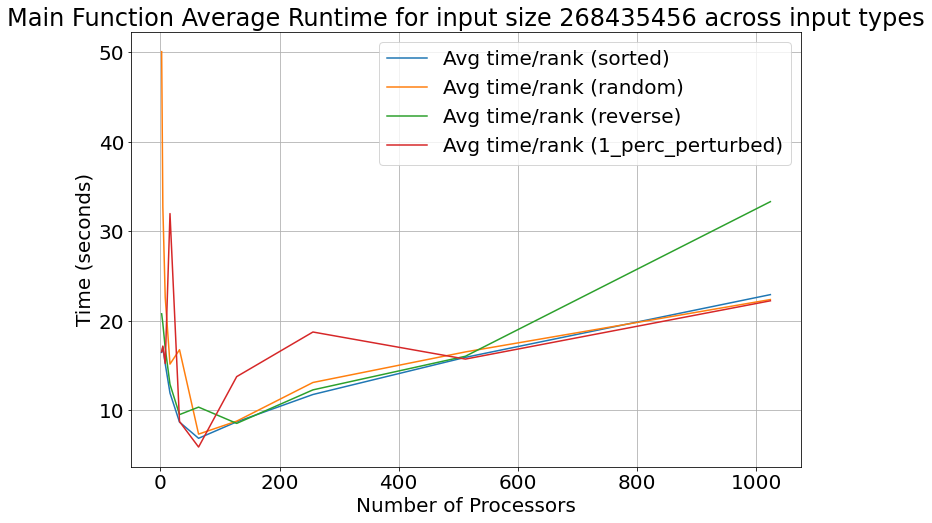 Main Function Average Runtime for input size 268435456 across input types
Avg time/rank (sorted)
Avg time/rank (random)
Avg time/rank (reverse)
Avg time/rank (1_perc_perturbed)
Time (seconds)
50
40
30
20
10
0 200 400 600 800 1000
Number of Processors